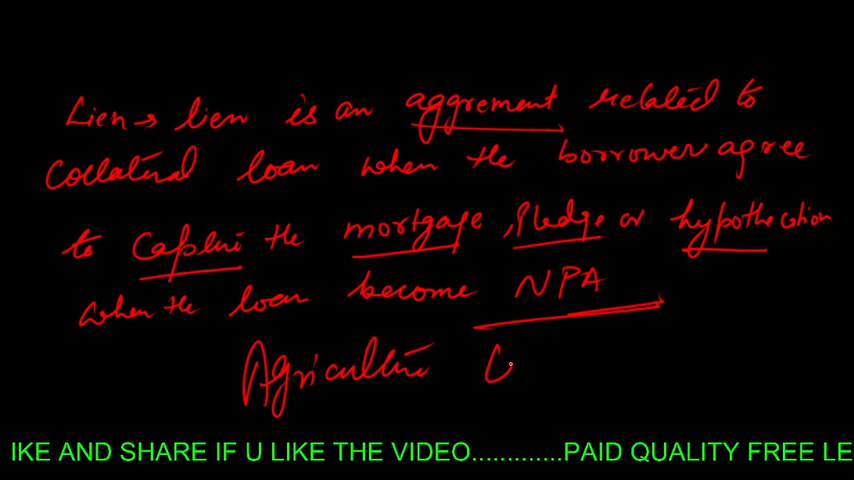 Lien → lien is an aggrement related to
Collateral loan when the borrower agree
to Capture the mortgage, Pledge or hypothecation
when the loan become NPA
Agriculture
IKE AND SHARE IF U LIKE THE VIDEO.............PAID QUALITY FREE LE